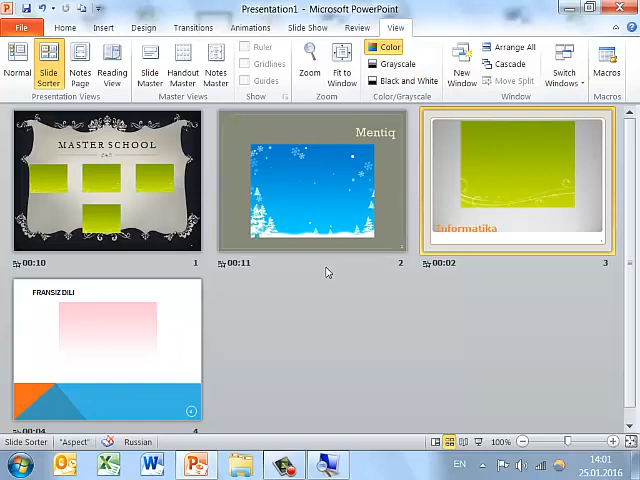 Presentation1 - Microsoft PowerPoint
File Home Insert Design Transitions Animations Slide Show Review View
Normal Slide Sorter Notes Page Reading View
Presentation Views
Slide Master Handout Master Notes Master
Master Views
Ruler
Gridlines
Guides
Show
Zoom Fit to Window
Zoom
Color
Grayscale
Black and White
Color/Grayscale
New Window
Arrange All
Cascade
Move Split
Switch Windows
Window
Macros
Macros
MASTER SCHOOL
00:10 1
Mentiq
00:11 2
Informatika
00:02 3
FRANSIZ DILI
00:04 4
Slide Sorter "Aspect" Russian 100%
EN 14:01
25.01.2016